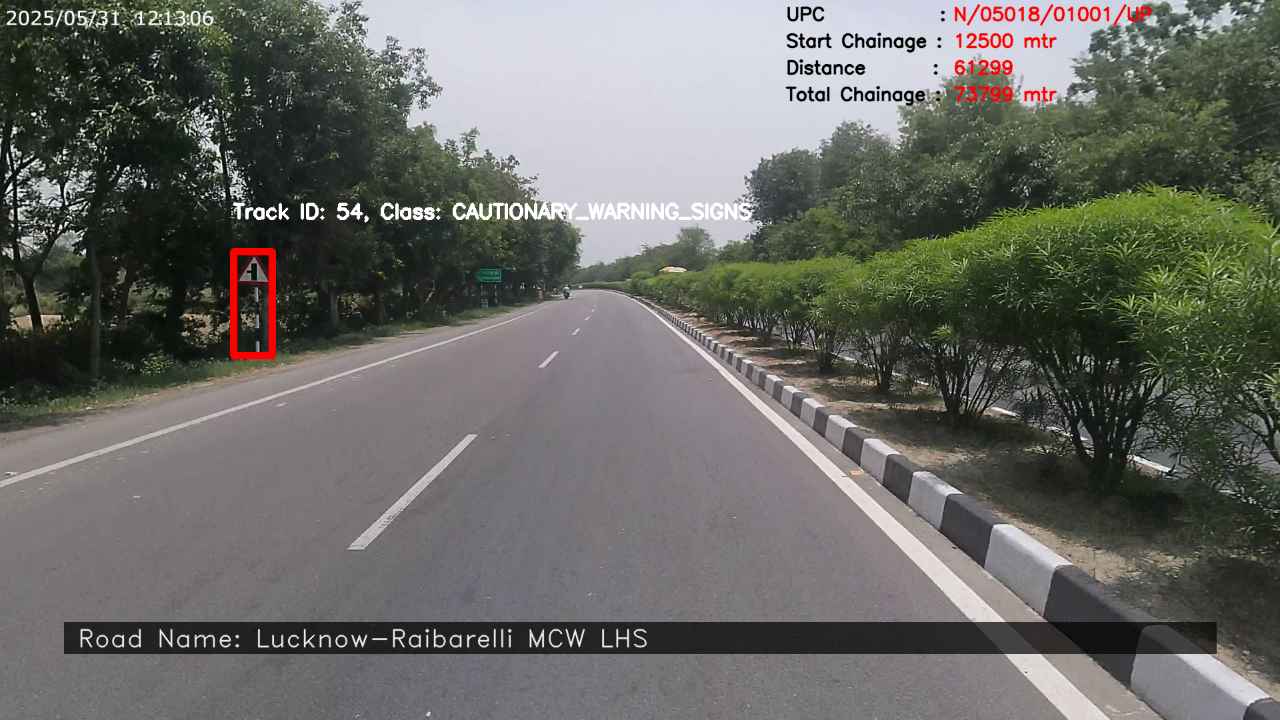 2025/05/31 12:13:06
UPC : N/05018/01001/UP
Start Chainage : 12500 mtr
Distance : 61299
Total Chainage : 73799 mtr
Track ID: 54, Class: CAUTIONARY_WARNING_SIGNS
Road Name: Lucknow-Raibarelli MCW LHS